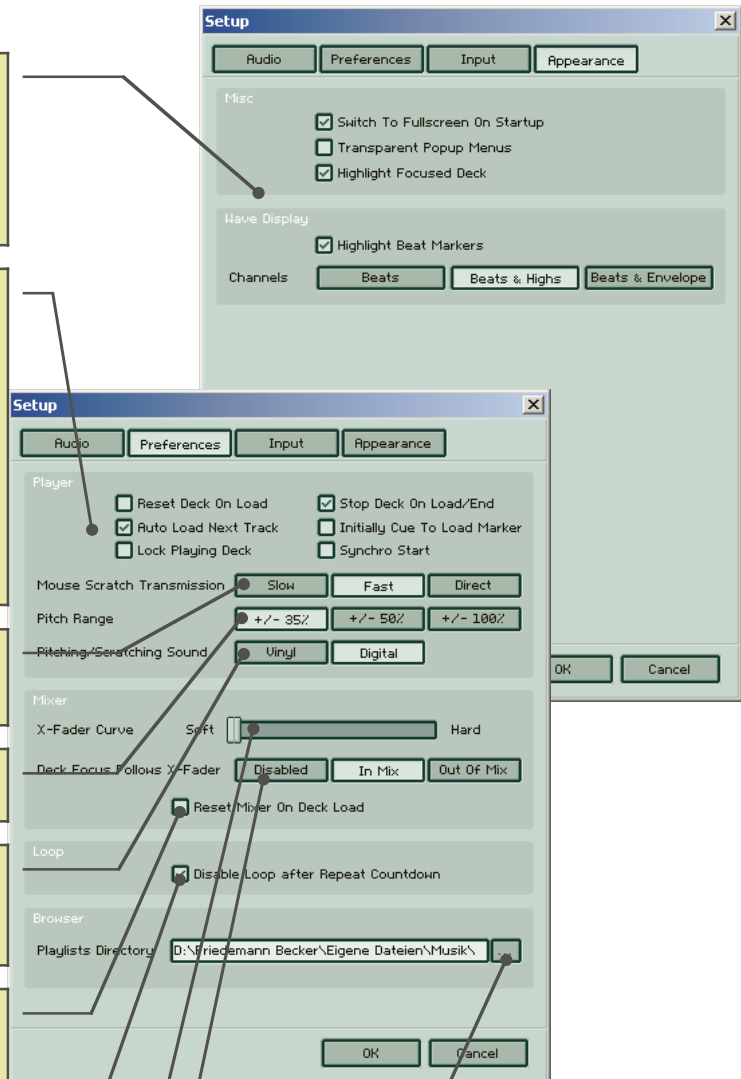 Setup
Audio Preferences Input Appearance
Misc
Switch To Fullscreen On Startup
Transparent Popup Menus
Highlight Focused Deck
Wave Display
Highlight Beat Markers
Channels Beats Beats & Highs Beats & Envelope
OK Cancel
Setup
Audio Preferences Input Appearance
Player
Reset Deck On Load Stop Deck On Load/End
Auto Load Next Track Initially Cue To Load Marker
Lock Playing Deck Synchro Start
Mouse Scratch Transmission Slow Fast Direct
Pitch Range +/- 35% +/- 50% +/- 100%
Pitching/Scratching Sound Vinyl Digital
Mixer
X-Fader Curve Soft Hard
Deck Focus Follows X-Fader Disabled In Mix Out Of Mix
Reset Mixer On Deck Load
Loop
Disable Loop after Repeat Countdown
Browser
Playlists Directory D:\Friedemann Becker\Eigene Dateien\Musik\ ...
OK Cancel